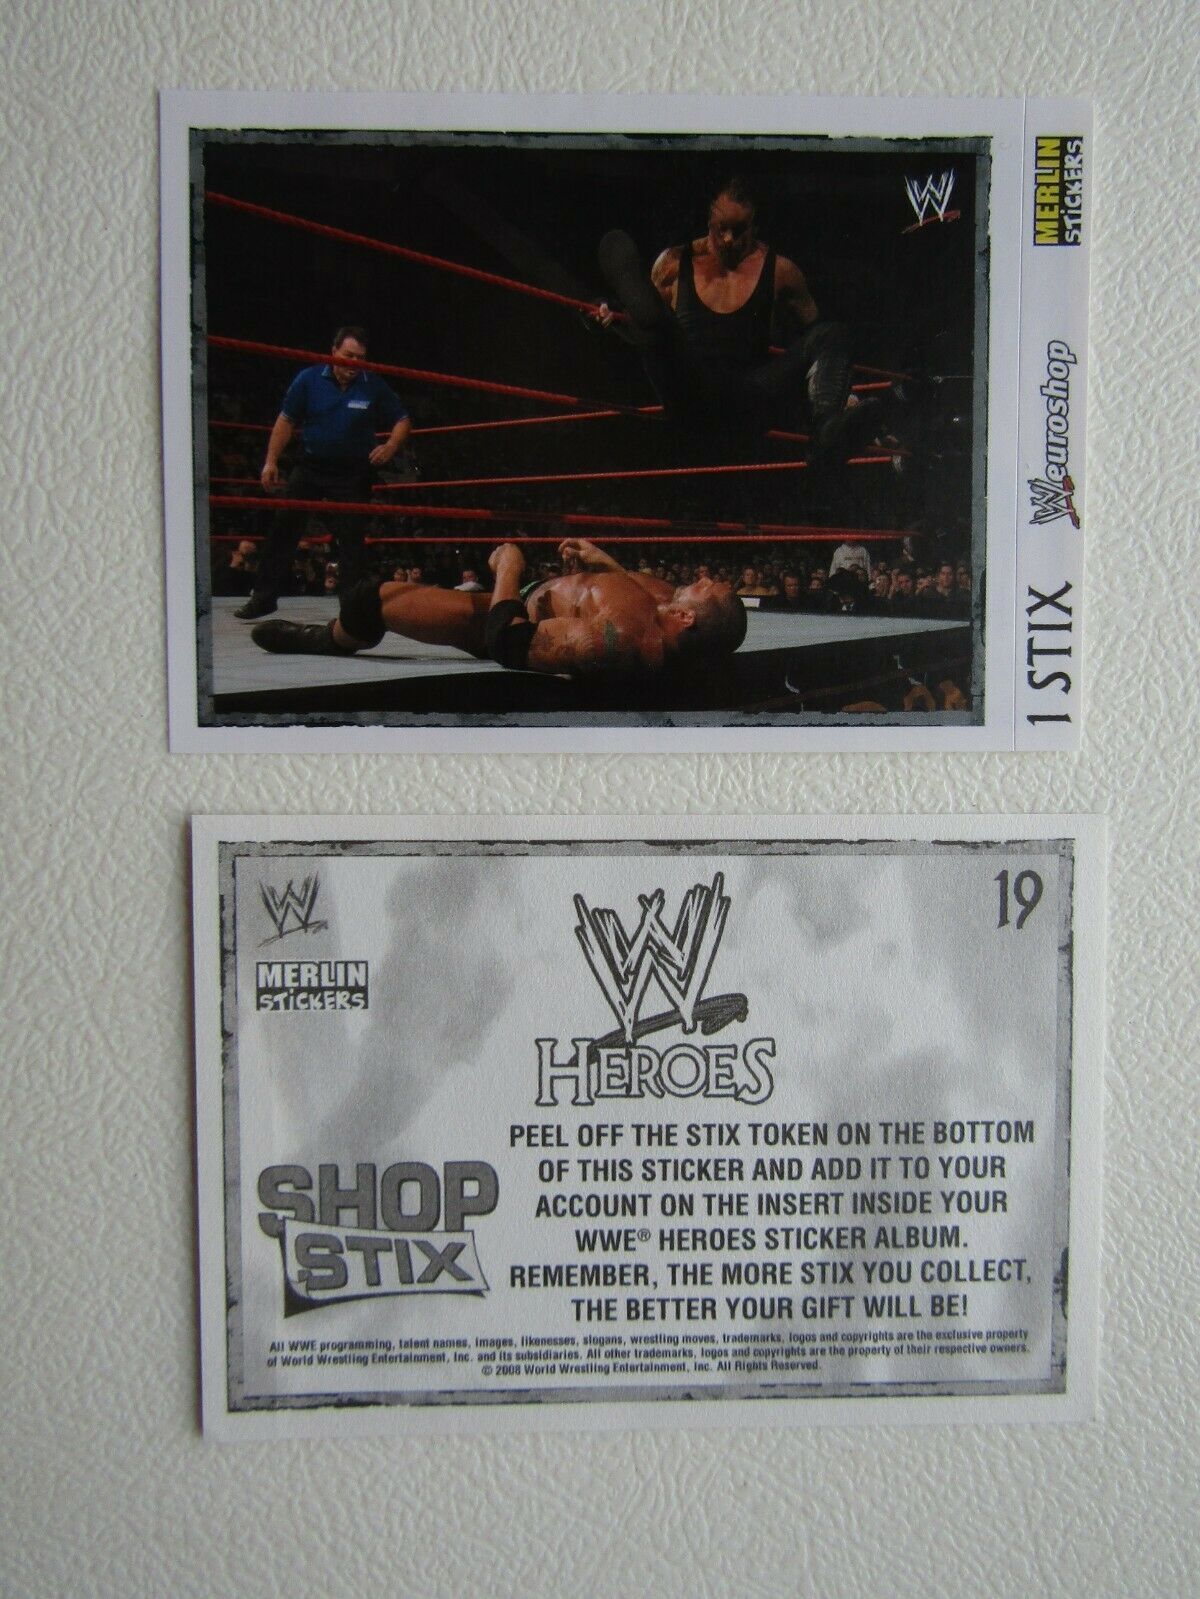 W
MERLIN
STICKERS
Weuroshop
1 STIX
W
MERLIN
STICKERS
W
HEROES
19
SHOP
STIX
PEEL OFF THE STIX TOKEN ON THE BOTTOM
OF THIS STICKER AND ADD IT TO YOUR
ACCOUNT ON THE INSERT INSIDE YOUR
WWE® HEROES STICKER ALBUM.
REMEMBER, THE MORE STIX YOU COLLECT,
THE BETTER YOUR GIFT WILL BE!
All WWE programming, talent names, images, likenesses, slogans, wrestling moves, trademarks, logos and copyrights are the exclusive property
of World Wrestling Entertainment, Inc. and its subsidiaries. All other trademarks, logos and copyrights are the property of their respective owners.
© 2008 World Wrestling Entertainment, Inc. All Rights Reserved.